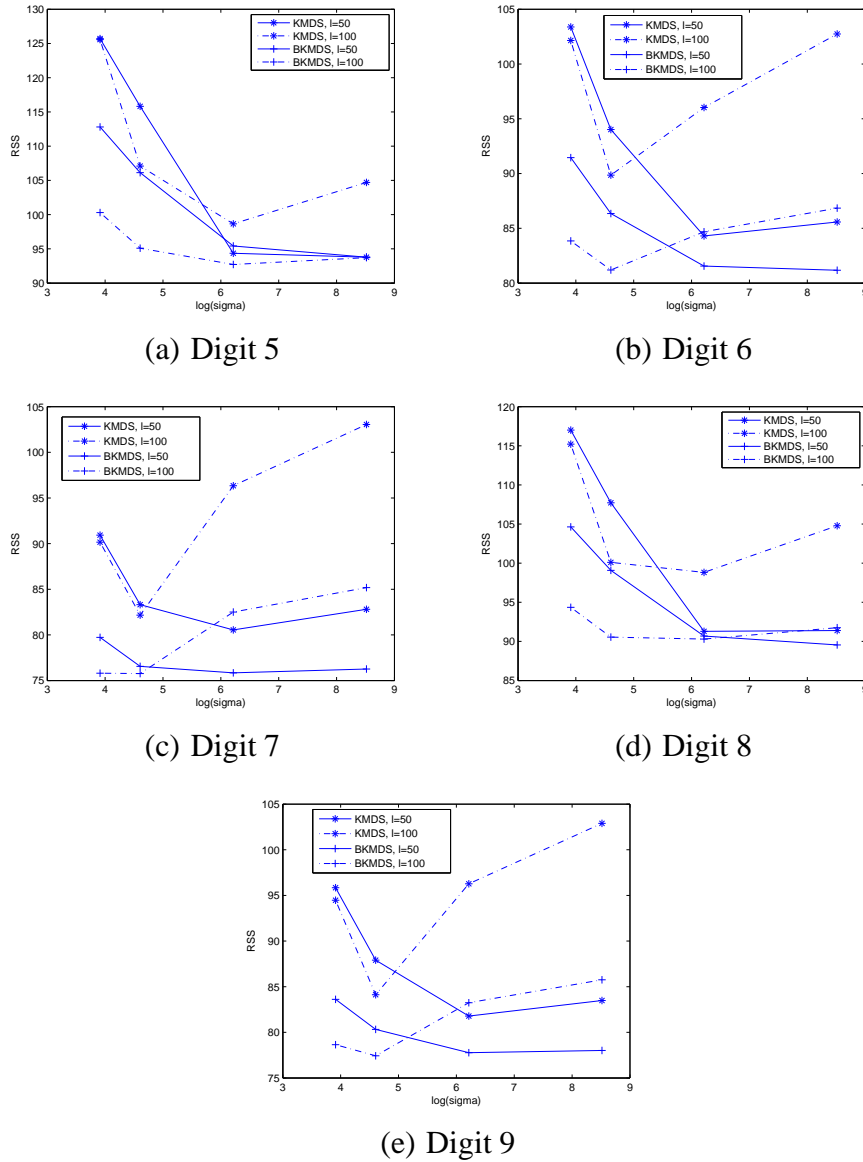 130
125
120
115
110
105
100
95
90
RSS
3 4 5 6 7 8 9
log(sigma)
KMDS, l=50
KMDS, l=100
BKMDS, l=50
BKMDS, l=100
(a) Digit 5
105
100
95
90
85
80
RSS
3 4 5 6 7 8 9
log(sigma)
KMDS, l=50
KMDS, l=100
BKMDS, l=50
BKMDS, l=100
(b) Digit 6
105
100
95
90
85
80
75
RSS
3 4 5 6 7 8 9
log(sigma)
KMDS, l=50
KMDS, l=100
BKMDS, l=50
BKMDS, l=100
(c) Digit 7
120
115
110
105
100
95
90
85
RSS
3 4 5 6 7 8 9
log(sigma)
KMDS, l=50
KMDS, l=100
BKMDS, l=50
BKMDS, l=100
(d) Digit 8
105
100
95
90
85
80
75
RSS
3 4 5 6 7 8 9
log(sigma)
KMDS, l=50
KMDS, l=100
BKMDS, l=50
BKMDS, l=100
(e) Digit 9